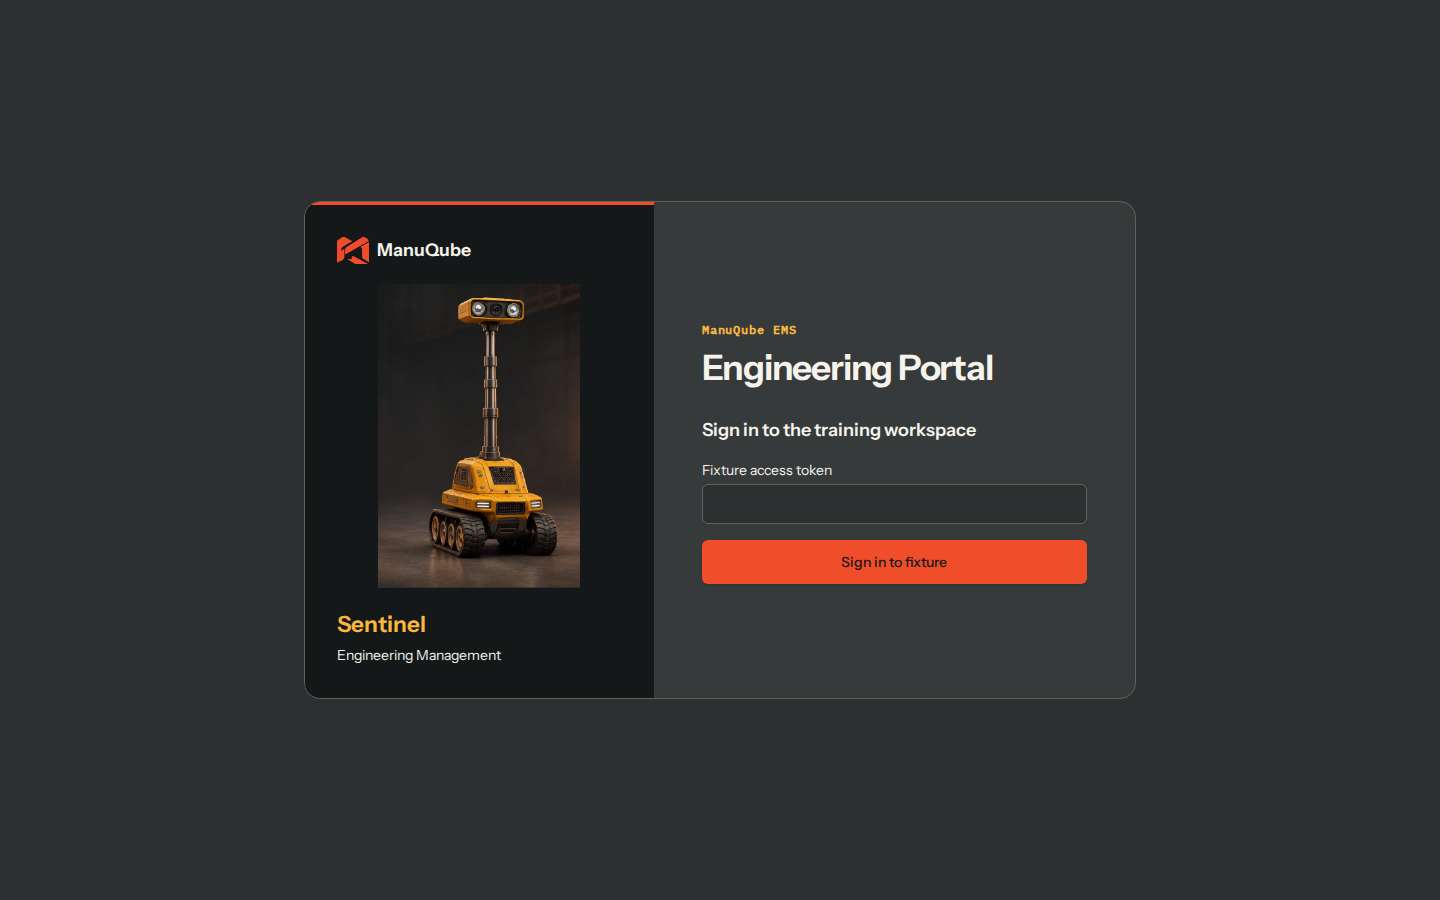 ManuQube
Sentinel
Engineering Management
ManuQube EMS
Engineering Portal
Sign in to the training workspace
Fixture access token
Sign in to fixture